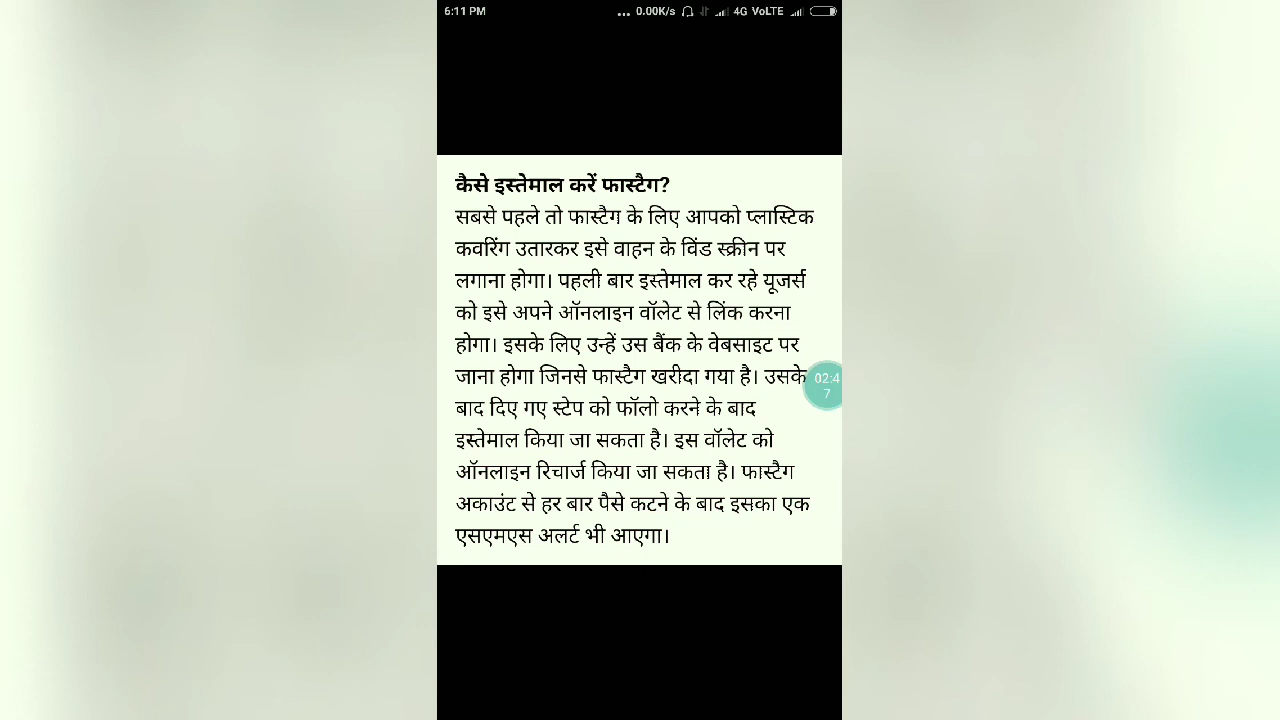 6:11 PM ... 0.00K/s 4G VoLTE
कैसे इस्तेमाल करें फास्टैग?
सबसे पहले तो फास्टैग के लिए आपको प्लास्टिक
कवरिंग उतारकर इसे वाहन के विंड स्क्रीन पर
लगाना होगा। पहली बार इस्तेमाल कर रहे यूजर्स
को इसे अपने ऑनलाइन वॉलेट से लिंक करना
होगा। इसके लिए उन्हें उस बैंक के वेबसाइट पर
जाना होगा जिनसे फास्टैग खरीदा गया है। उसके
बाद दिए गए स्टेप को फॉलो करने के बाद
इस्तेमाल किया जा सकता है। इस वॉलेट को
ऑनलाइन रिचार्ज किया जा सकता है। फास्टैग
अकाउंट से हर बार पैसे कटने के बाद इसका एक
एसएमएस अलर्ट भी आएगा।
02:4
7